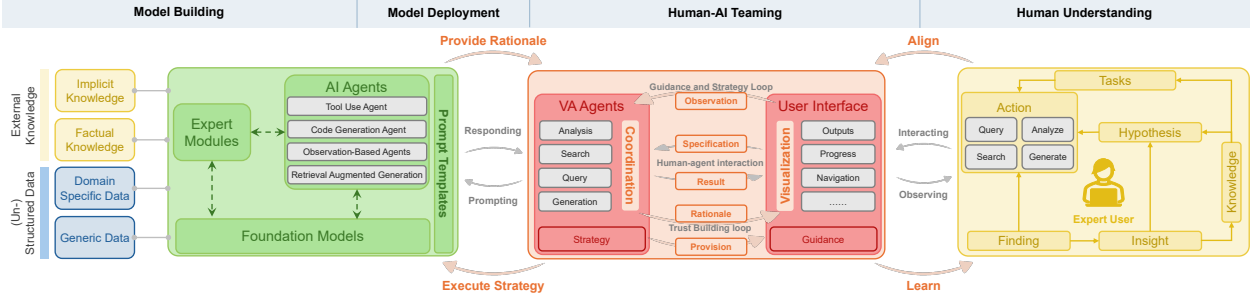 Model Building
Model Deployment
Human-AI Teaming
Human Understanding
Provide Rationale
Align
External
Knowledge
(Un-)
Structured Data
Implicit
Knowledge
Factual
Knowledge
Domain
Specific Data
Generic Data
Expert
Modules
AI Agents
Tool Use Agent
Code Generation Agent
Observation-Based Agents
Retrieval Augmented Generation
Foundation Models
Prompt Templates
Responding
Prompting
VA Agents
Analysis
Search
Query
Generation
Strategy
Coordination
Guidance and Strategy Loop
Observation
Specification
Human-agent interaction
Result
Rationale
Trust Building loop
Provision
User Interface
Visualization
Outputs
Progress
Navigation
......
Guidance
Interacting
Observing
Tasks
Action
Query
Analyze
Search
Generate
Hypothesis
Expert User
Knowledge
Finding
Insight
Execute Strategy
Learn